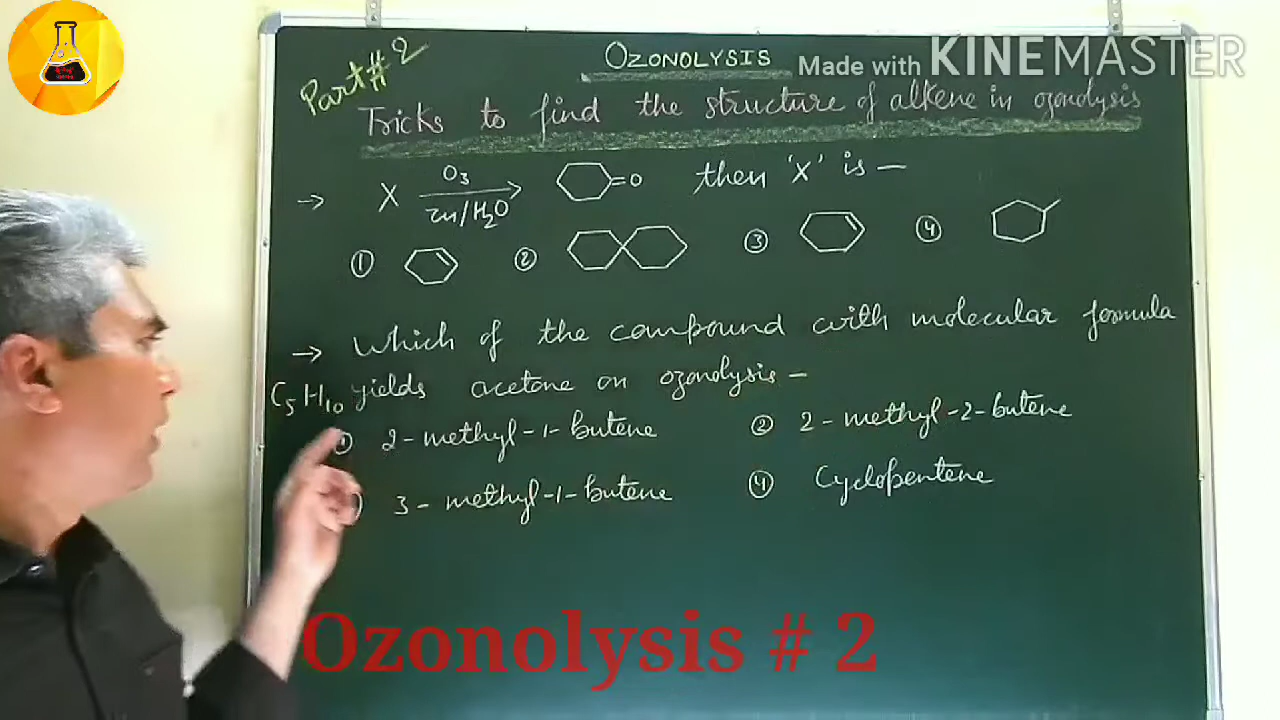 Part # 2
OZONOLYSIS
Made with KINEMASTER
Tricks to find the structure of alkene in ozonolysis
→ X O3 Zn/H2O → =O then 'X' is —
① ② ③ ④
→ Which of the compound with molecular formula
C5H10 yields acetone on ozonolysis —
① 2-methyl-1-butene ② 2-methyl-2-butene
3-methyl-1-butene ④ Cyclopentene
Ozonolysis # 2